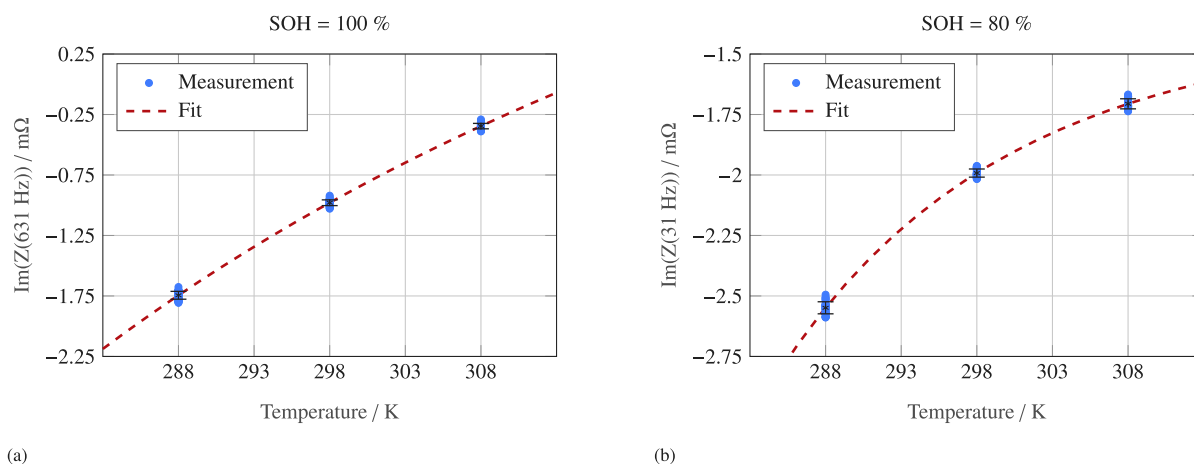 SOH = 100 %
0.25
−0.25
−0.75
−1.25
−1.75
−2.25
Im(Z(631 Hz)) / mΩ
Measurement
Fit
288 293 298 303 308
Temperature / K
(a)
SOH = 80 %
−1.5
−1.75
−2
−2.25
−2.5
−2.75
Im(Z(31 Hz)) / mΩ
Measurement
Fit
288 293 298 303 308
Temperature / K
(b)